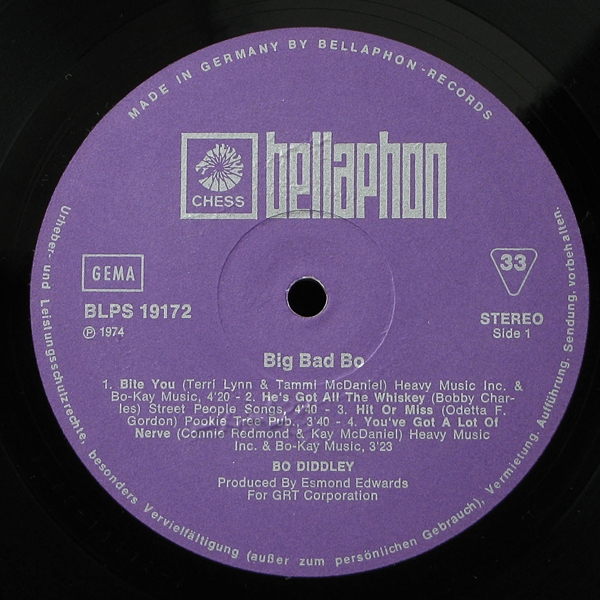 MADE IN GERMANY BY BELLAPHON-RECORDS
CHESS
bellaphon
GEMA
33
BLPS 19172
℗ 1974
STEREO
Side 1
Big Bad Bo
1. Bite You (Terri Lynn & Tammi McDaniel) Heavy Music Inc. &
Bo-Kay Music, 4'20 - 2. He's Got All The Whiskey (Bobby Char-
les) Street People Songs, 4'40 - 3. Hit Or Miss (Odetta F.
Gordon) Pookie Tree Pub., 3'40 - 4. You've Got A Lot Of
Nerve (Connie Redmond & Kay McDaniel) Heavy Music
Inc. & Bo-Kay Music, 3'23
BO DIDDLEY
Produced By Esmond Edwards
For GRT Corporation
Urheber- und Leistungsschutzrechte, besonders Vervielfältigung (außer zum persönlichen Gebrauch), Vermietung, Aufführung, Sendung, vorbehalten.